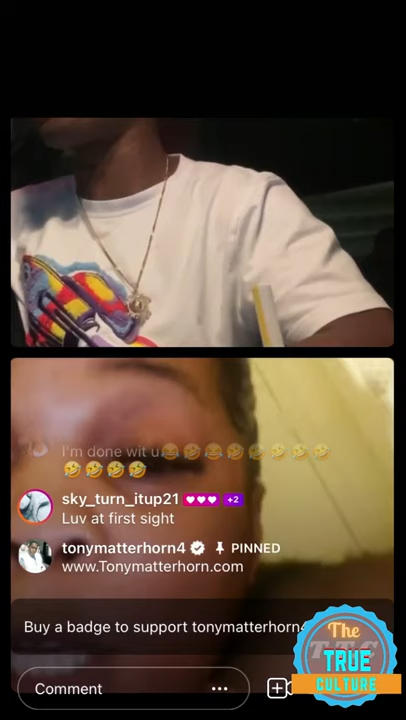 I'm done wit u😂🤣😂🤣🤣🤣🤣🤣
🤣🤣🤣🤣
sky_turn_itup21 +2
Luv at first sight
tonymatterhorn4 PINNED
www.Tonymatterhorn.com
Buy a badge to support tonymatterhorn4
Comment
The
TRUE
CULTURE